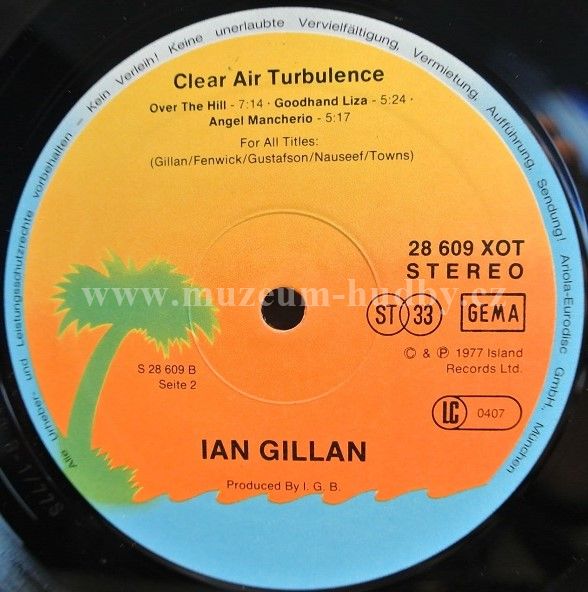 Alle Urheber- und Leistungsschutzrechte vorbehalten – Kein Verleih! Keine unerlaubte Vervielfältigung, Vermietung, Aufführung, Sendung! Ariola-Eurodisc GmbH, München
Clear Air Turbulence
Over The Hill - 7:14 · Goodhand Liza - 5:24 ·
Angel Mancherio - 5:17
For All Titles:
(Gillan/Fenwick/Gustafson/Nauseef/Towns)
28 609 XOT
STEREO
www.muzeum-hudby.cz
ST 33 GEMA
S 28 609 B
Seite 2
© & ℗ 1977 Island
Records Ltd.
LC 0407
IAN GILLAN
Produced By I. G. B.